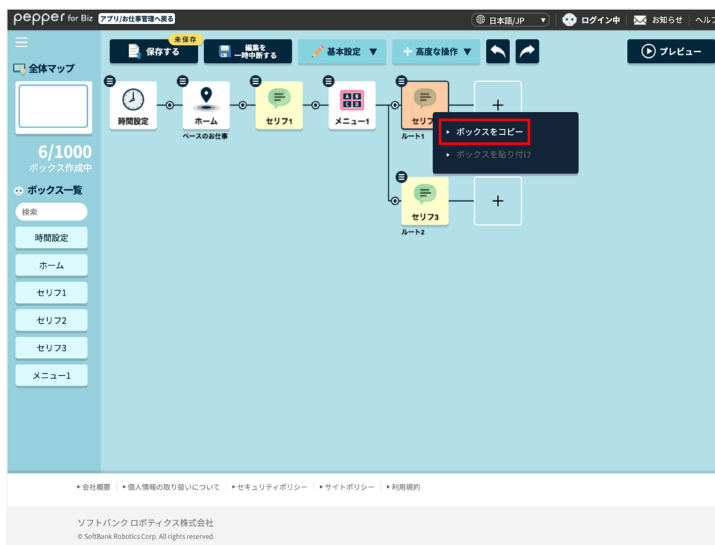 pepper for Biz アプリ/お仕事管理へ戻る 日本語/JP ▼ ログイン中 お知らせ ヘルプ
未保存
保存する 編集を一時中断する 基本設定 ▼ + 高度な操作 ▼ プレビュー
全体マップ
6/1000
ボックス作成中
ボックス一覧
検索
時間設定
ホーム
セリフ1
セリフ2
セリフ3
メニュー1
時間設定
ホーム
ベースのお仕事
セリフ1
A B
C D
メニュー1
ルート1
ボックスをコピー
ボックスを貼り付け
セリフ3
ルート2
会社概要 個人情報の取り扱いについて セキュリティポリシー サイトポリシー 利用規約
ソフトバンク ロボティクス株式会社
© SoftBank Robotics Corp. All rights reserved.